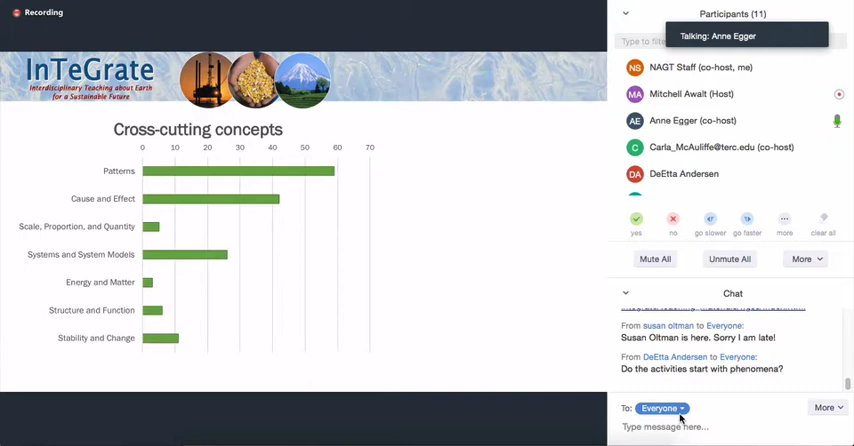 Recording
InTeGrate
Interdisciplinary Teaching about Earth
for a Sustainable Future
Cross-cutting concepts
0 10 20 30 40 50 60 70
Patterns
Cause and Effect
Scale, Proportion, and Quantity
Systems and System Models
Energy and Matter
Structure and Function
Stability and Change
Participants (11)
Talking: Anne Egger
Type to filte
NS NAGT Staff (co-host, me)
MA Mitchell Awalt (Host)
AE Anne Egger (co-host)
C Carla_McAuliffe@terc.edu (co-host)
DA DeEtta Andersen
yes no go slower go faster more clear all
Mute All Unmute All More
Chat
From susan oltman to Everyone:
Susan Oltman is here. Sorry I am late!
From DeEtta Andersen to Everyone:
Do the activities start with phenomena?
To: Everyone More
Type message here...